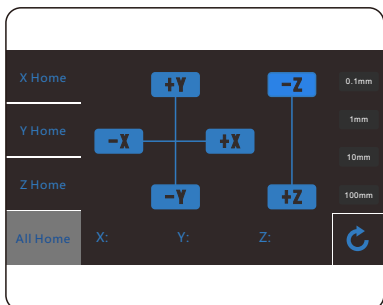 X Home
+Y
-Z
0.1mm
1mm
Y Home
-X
+X
10mm
Z Home
-Y
+Z
100mm
All Home
X:
Y:
Z: